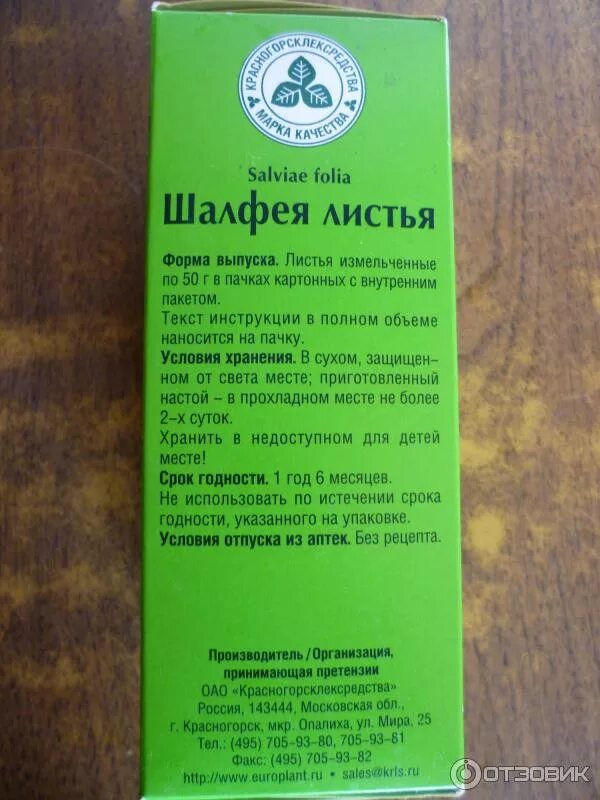 КРАСНОГОРСКЛЕКСРЕДСТВА
МАРКА КАЧЕСТВА
Salviae folia
Шалфея листья
Форма выпуска. Листья измельченные
по 50 г в пачках картонных с внутренним
пакетом.
Текст инструкции в полном объеме
наносится на пачку.
Условия хранения. В сухом, защищен-
ном от света месте; приготовленный
настой – в прохладном месте не более
2-х суток.
Хранить в недоступном для детей
месте!
Срок годности. 1 год 6 месяцев.
Не использовать по истечении срока
годности, указанного на упаковке.
Условия отпуска из аптек. Без рецепта.
Производитель/Организация,
принимающая претензии
ОАО «Красногорсклексредства»
Россия, 143444, Московская обл.,
г. Красногорск, мкр. Опалиха, ул. Мира, 25
Тел.: (495) 705-93-80, 705-93-81
Факс: (495) 705-93-82
http://www.europlant.ru • sales@krls.ru
ОТЗОВИК